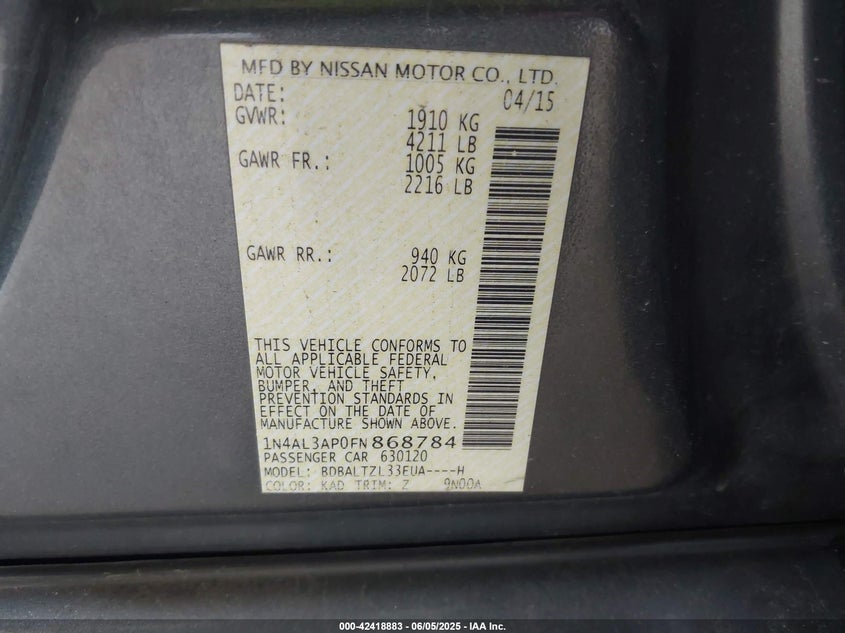 MFD BY NISSAN MOTOR CO., LTD.
DATE: 04/15
GVWR: 1910 KG
4211 LB
GAWR FR.: 1005 KG
2216 LB
GAWR RR.: 940 KG
2072 LB
THIS VEHICLE CONFORMS TO
ALL APPLICABLE FEDERAL
MOTOR VEHICLE SAFETY,
BUMPER, AND THEFT
PREVENTION STANDARDS IN
EFFECT ON THE DATE OF
MANUFACTURE SHOWN ABOVE.
1N4AL3AP0FN868784
PASSENGER CAR 630120
MODEL: BDBALTZL33EUA----H
COLOR: KAD TRIM: Z 9N00A
000-42418883 - 06/05/2025 - IAA Inc.